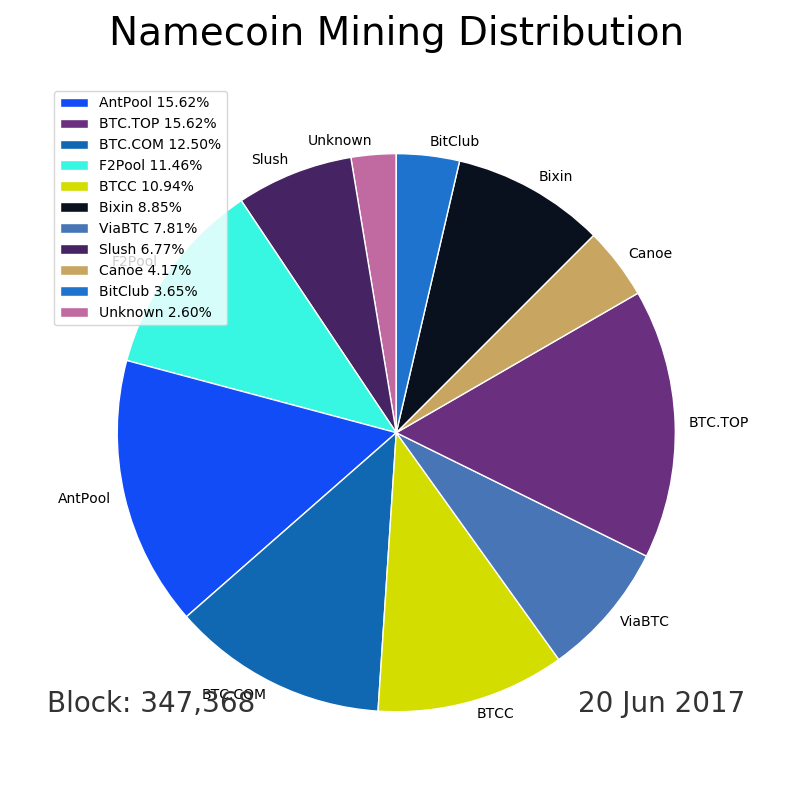 Namecoin Mining Distribution
AntPool 15.62%
BTC.TOP 15.62%
BTC.COM 12.50%
F2Pool 11.46%
BTCC 10.94%
Bixin 8.85%
ViaBTC 7.81%
Slush 6.77%
Canoe 4.17%
BitClub 3.65%
Unknown 2.60%
Unknown
BitClub
Slush
Bixin
Canoe
F2Pool
BTC.TOP
AntPool
ViaBTC
BTC.COM
BTCC
Block: 347,368
20 Jun 2017